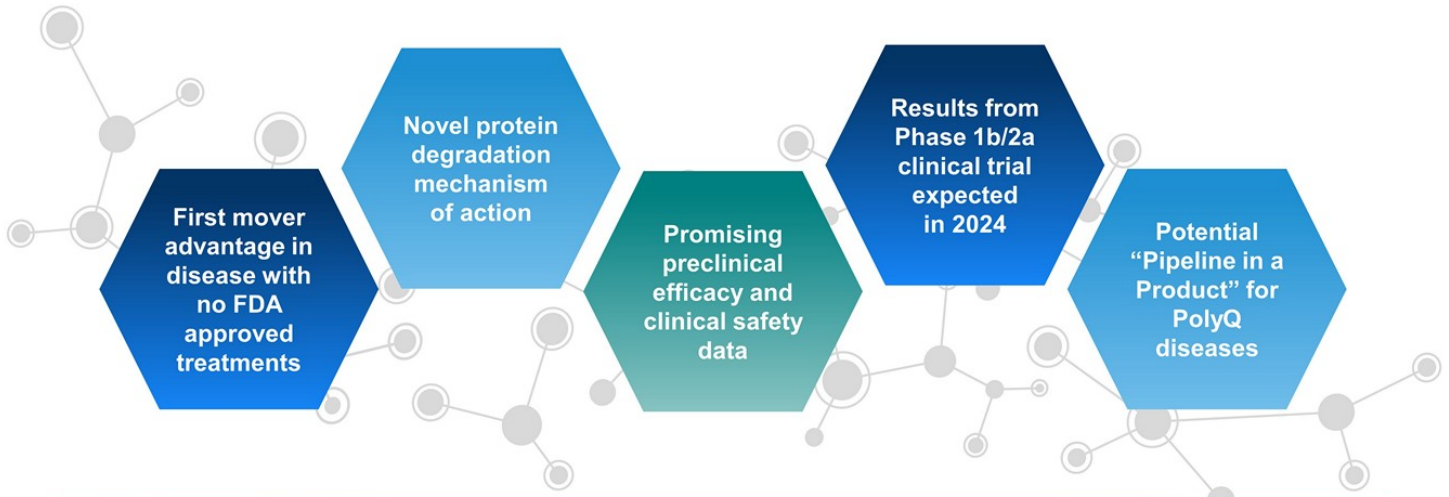 First mover
advantage in
disease with
no FDA
approved
treatments
Novel protein
degradation
mechanism
of action
Promising
preclinical
efficacy and
clinical safety
data
Results from
Phase 1b/2a
clinical trial
expected
in 2024
Potential
“Pipeline in a
Product” for
PolyQ
diseases